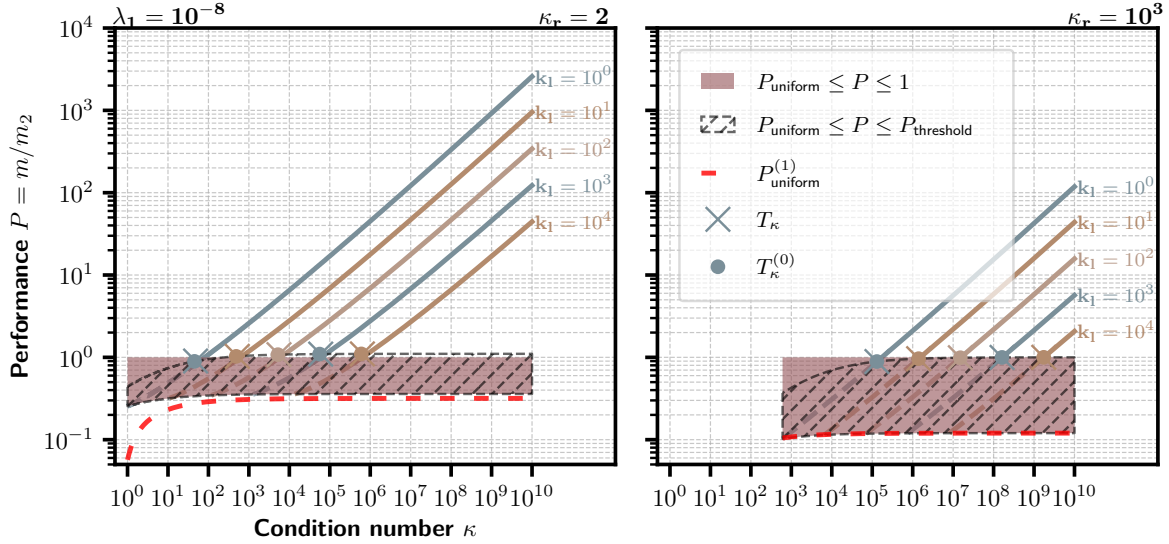 λ₁ = 10⁻⁸
κᵣ = 2
κᵣ = 10³
10⁴
10³
10²
10¹
10⁰
10⁻¹
Performance P = m/m₂
k₁ = 10⁰
k₁ = 10¹
k₁ = 10²
k₁ = 10³
k₁ = 10⁴
10⁰ 10¹ 10² 10³ 10⁴ 10⁵ 10⁶ 10⁷ 10⁸ 10⁹ 10¹⁰
Condition number κ
P_uniform ≤ P ≤ 1
P_uniform ≤ P ≤ P_threshold
P_uniform^(1)
T_κ
T_κ^(0)
k₁ = 10⁰
k₁ = 10¹
k₁ = 10²
k₁ = 10³
k₁ = 10⁴
10⁰ 10¹ 10² 10³ 10⁴ 10⁵ 10⁶ 10⁷ 10⁸ 10⁹ 10¹⁰